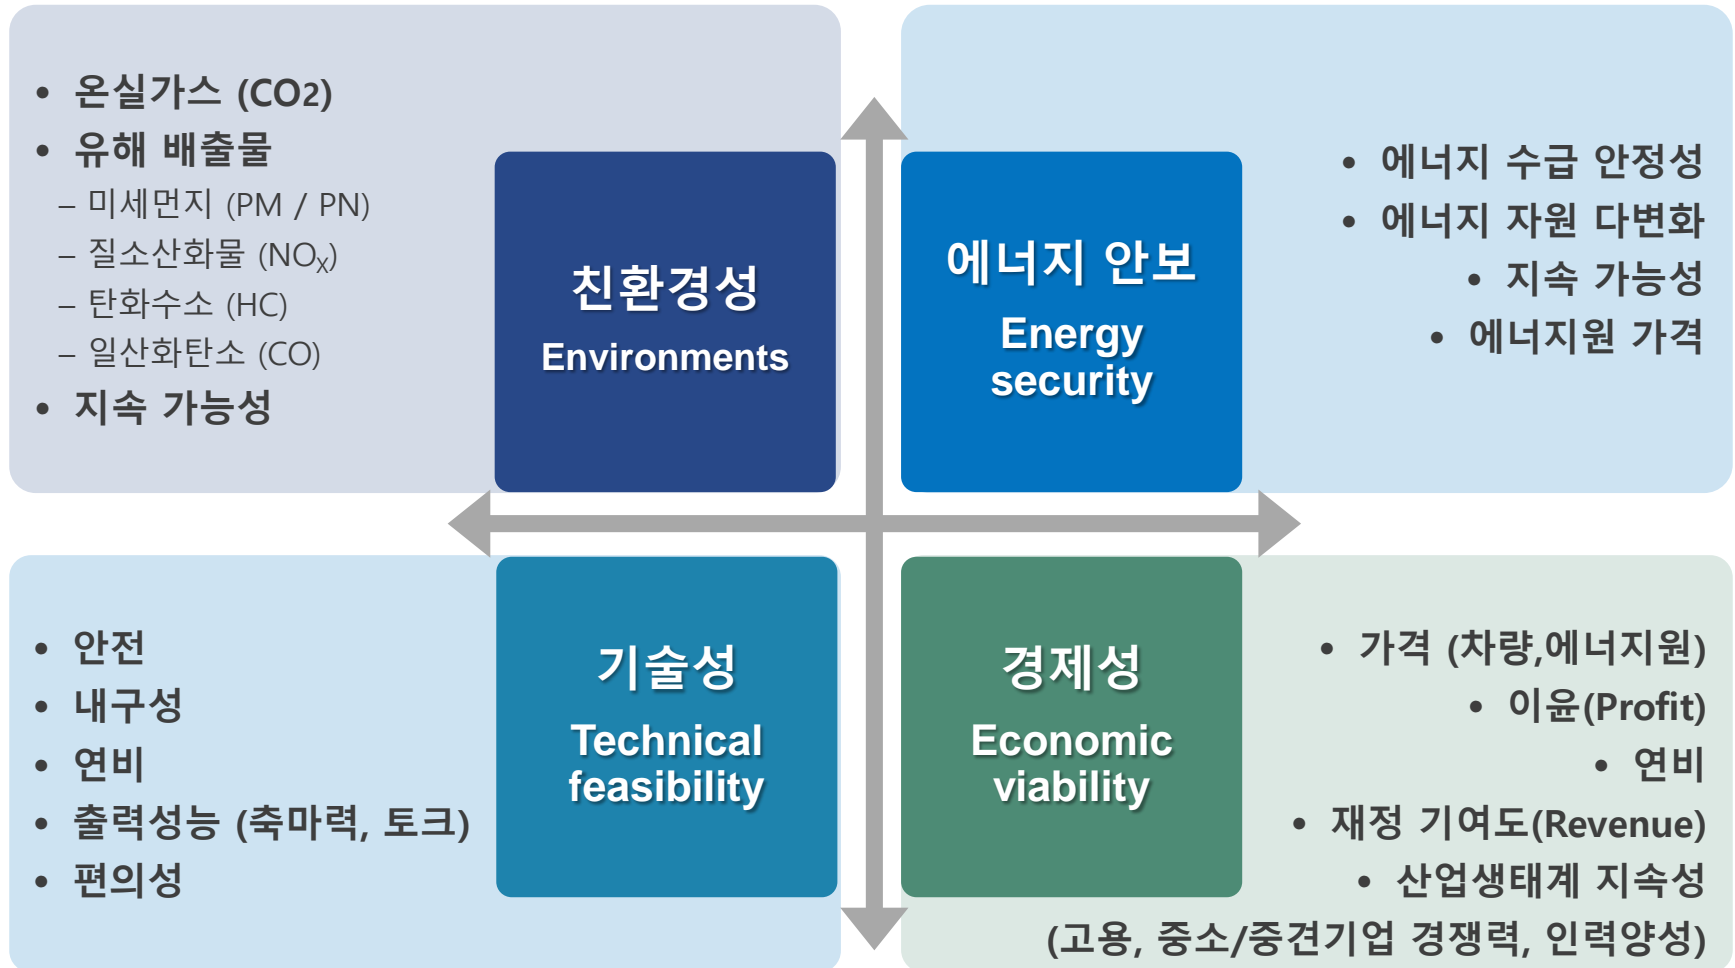 • 온실가스 (CO2)
• 유해 배출물
– 미세먼지 (PM / PN)
– 질소산화물 (NOX)
– 탄화수소 (HC)
– 일산화탄소 (CO)
• 지속 가능성
친환경성
Environments
에너지 안보
Energy
security
• 에너지 수급 안정성
• 에너지 자원 다변화
• 지속 가능성
• 에너지원 가격
• 안전
• 내구성
• 연비
• 출력성능 (축마력, 토크)
• 편의성
기술성
Technical
feasibility
경제성
Economic
viability
• 가격 (차량,에너지원)
• 이윤(Profit)
• 연비
• 재정 기여도(Revenue)
• 산업생태계 지속성
(고용, 중소/중견기업 경쟁력, 인력양성)